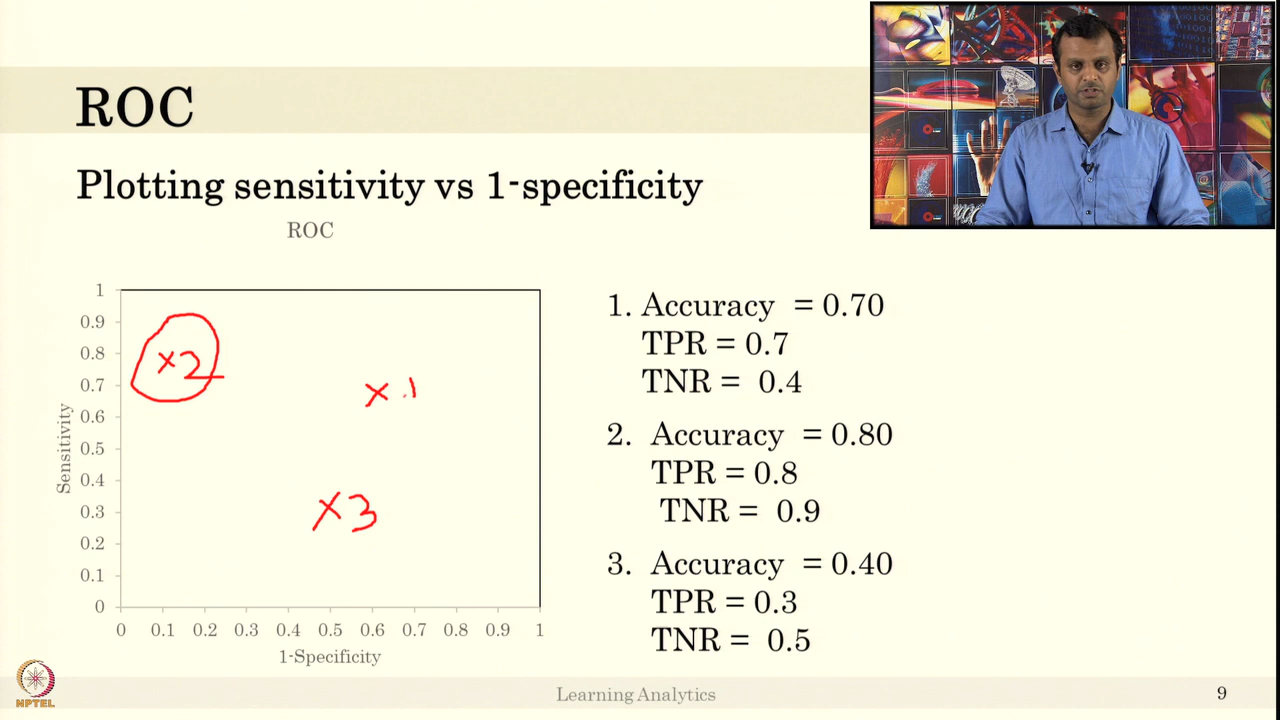 ROC
Plotting sensitivity vs 1-specificity
ROC
Sensitivity
1
0.9
0.8
0.7
0.6
0.5
0.4
0.3
0.2
0.1
0
0 0.1 0.2 0.3 0.4 0.5 0.6 0.7 0.8 0.9 1
1-Specificity
×2
× .1
×3
1. Accuracy = 0.70
TPR = 0.7
TNR = 0.4
2. Accuracy = 0.80
TPR = 0.8
TNR = 0.9
3. Accuracy = 0.40
TPR = 0.3
TNR = 0.5
NPTEL
Learning Analytics
9